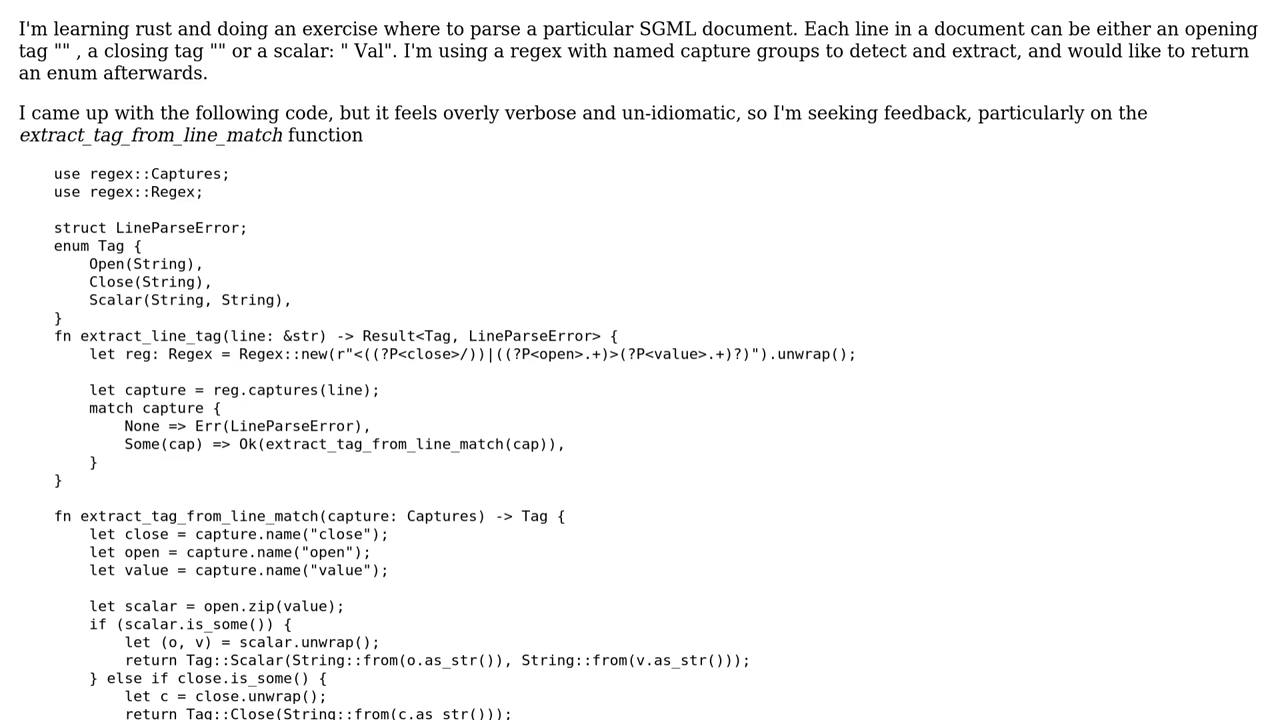 I'm learning rust and doing an exercise where to parse a particular SGML document. Each line in a document can be either an opening
tag "" , a closing tag "" or a scalar: " Val". I'm using a regex with named capture groups to detect and extract, and would like to return
an enum afterwards.
I came up with the following code, but it feels overly verbose and un-idiomatic, so I'm seeking feedback, particularly on the
extract_tag_from_line_match function
use regex::Captures;
use regex::Regex;
struct LineParseError;
enum Tag {
    Open(String),
    Close(String),
    Scalar(String, String),
}
fn extract_line_tag(line: &str) -> Result<Tag, LineParseError> {
    let reg: Regex = Regex::new(r"<((?P<close>/))|((?P<open>.+)>(?P<value>.+)?)").unwrap();
    let capture = reg.captures(line);
    match capture {
        None => Err(LineParseError),
        Some(cap) => Ok(extract_tag_from_line_match(cap)),
    }
}
fn extract_tag_from_line_match(capture: Captures) -> Tag {
    let close = capture.name("close");
    let open = capture.name("open");
    let value = capture.name("value");
    let scalar = open.zip(value);
    if (scalar.is_some()) {
        let (o, v) = scalar.unwrap();
        return Tag::Scalar(String::from(o.as_str()), String::from(v.as_str()));
    } else if close.is_some() {
        let c = close.unwrap();
        return Tag::Close(String::from(c.as_str()));